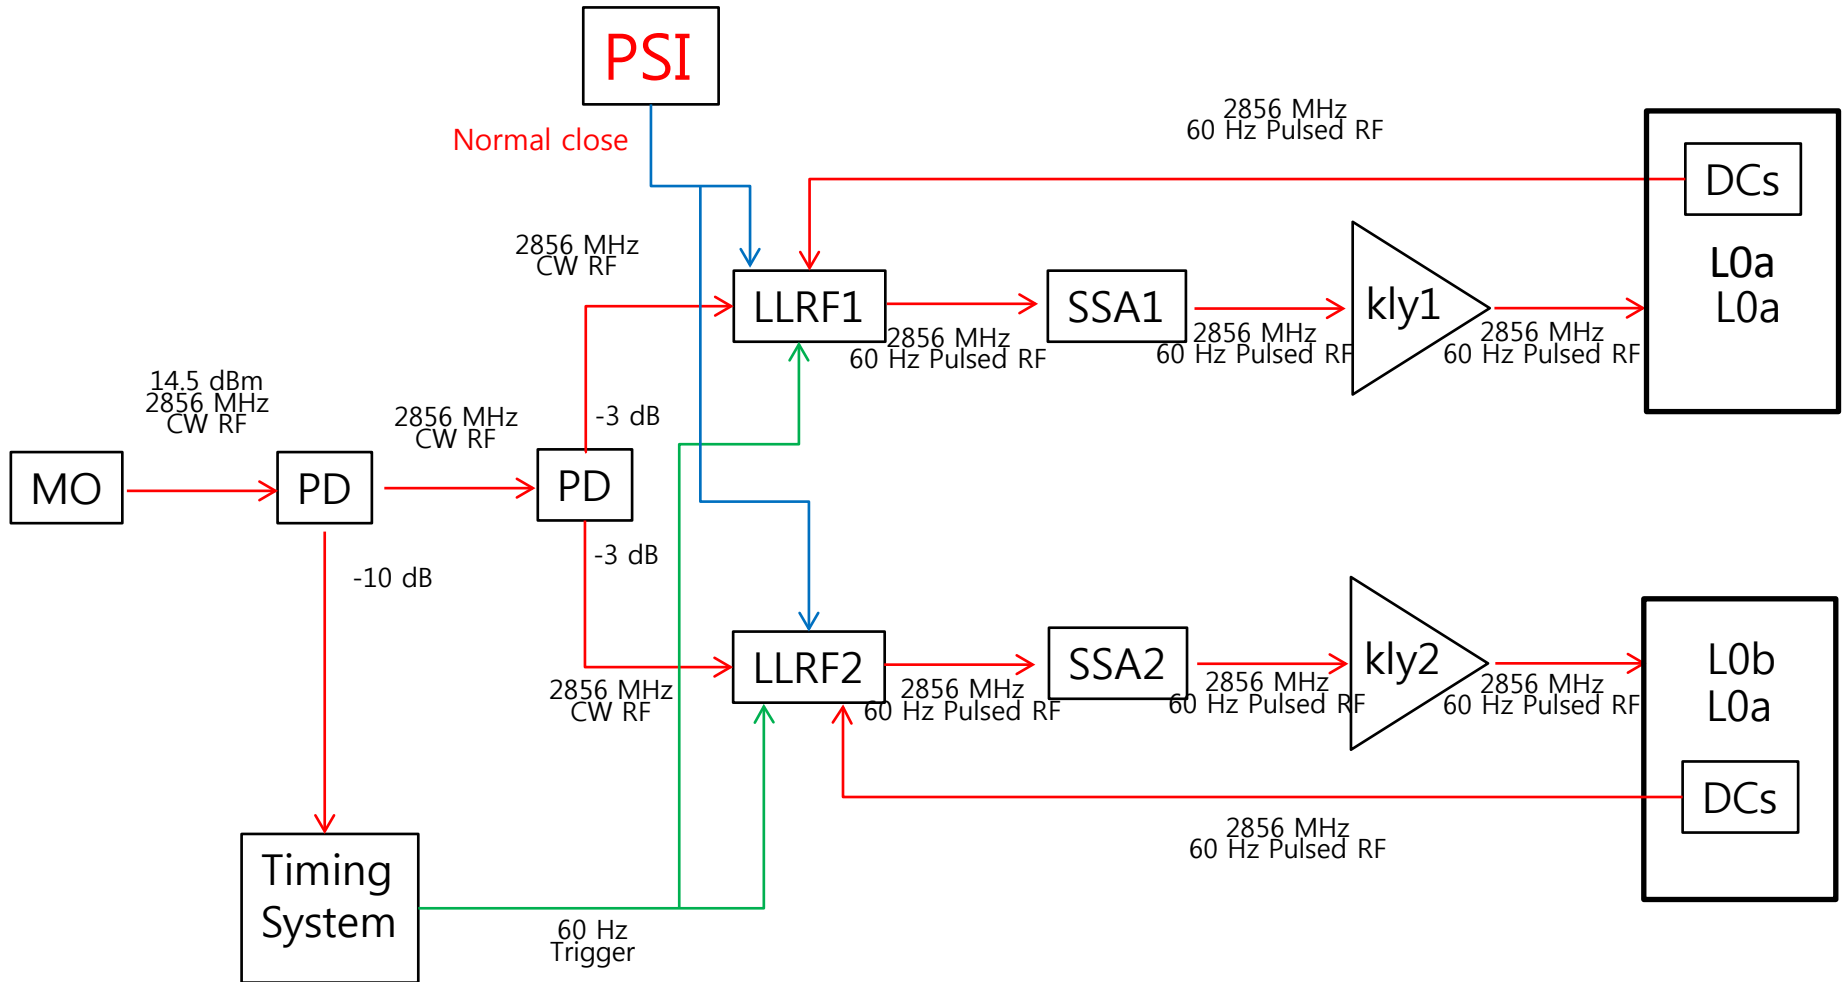 PSI
Normal close
2856 MHz
60 Hz Pulsed RF
DCs
L0a
L0a
2856 MHz
CW RF
LLRF1
SSA1
kly1
2856 MHz
60 Hz Pulsed RF
2856 MHz
60 Hz Pulsed RF
2856 MHz
60 Hz Pulsed RF
14.5 dBm
2856 MHz
CW RF
2856 MHz
CW RF
-3 dB
MO
PD
PD
-3 dB
-10 dB
LLRF2
SSA2
kly2
L0b
L0a
2856 MHz
CW RF
2856 MHz
60 Hz Pulsed RF
2856 MHz
60 Hz Pulsed RF
2856 MHz
60 Hz Pulsed RF
DCs
2856 MHz
60 Hz Pulsed RF
Timing
System
60 Hz
Trigger